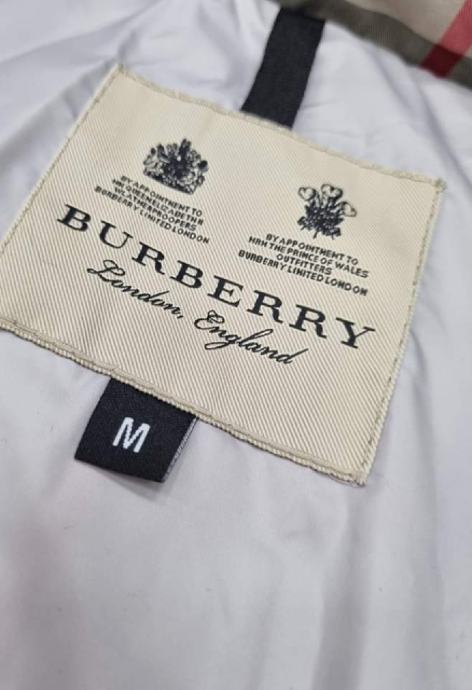 BY APPOINTMENT TO
HM QUEEN ELIZABETH II
WEATHERPROOFERS
BURBERRY LIMITED LONDON
BY APPOINTMENT TO
HRH THE PRINCE OF WALES
OUTFITTERS
BURBERRY LIMITED LONDON
BURBERRY
London, England
M